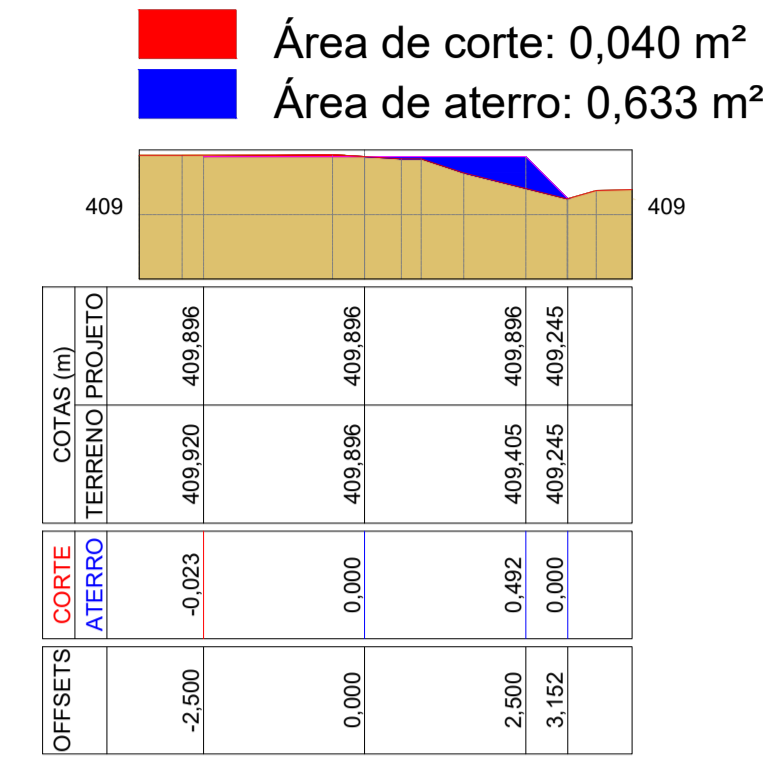 Área de corte: 0,040 m²
Área de aterro: 0,633 m²
409
409
COTAS (m)
PROJETO
409,896
409,896
409,896
409,245
TERRENO
409,920
409,896
409,405
409,245
CORTE
ATERRO
-0,023
0,000
0,492
0,000
OFFSETS
-2,500
0,000
2,500
3,152